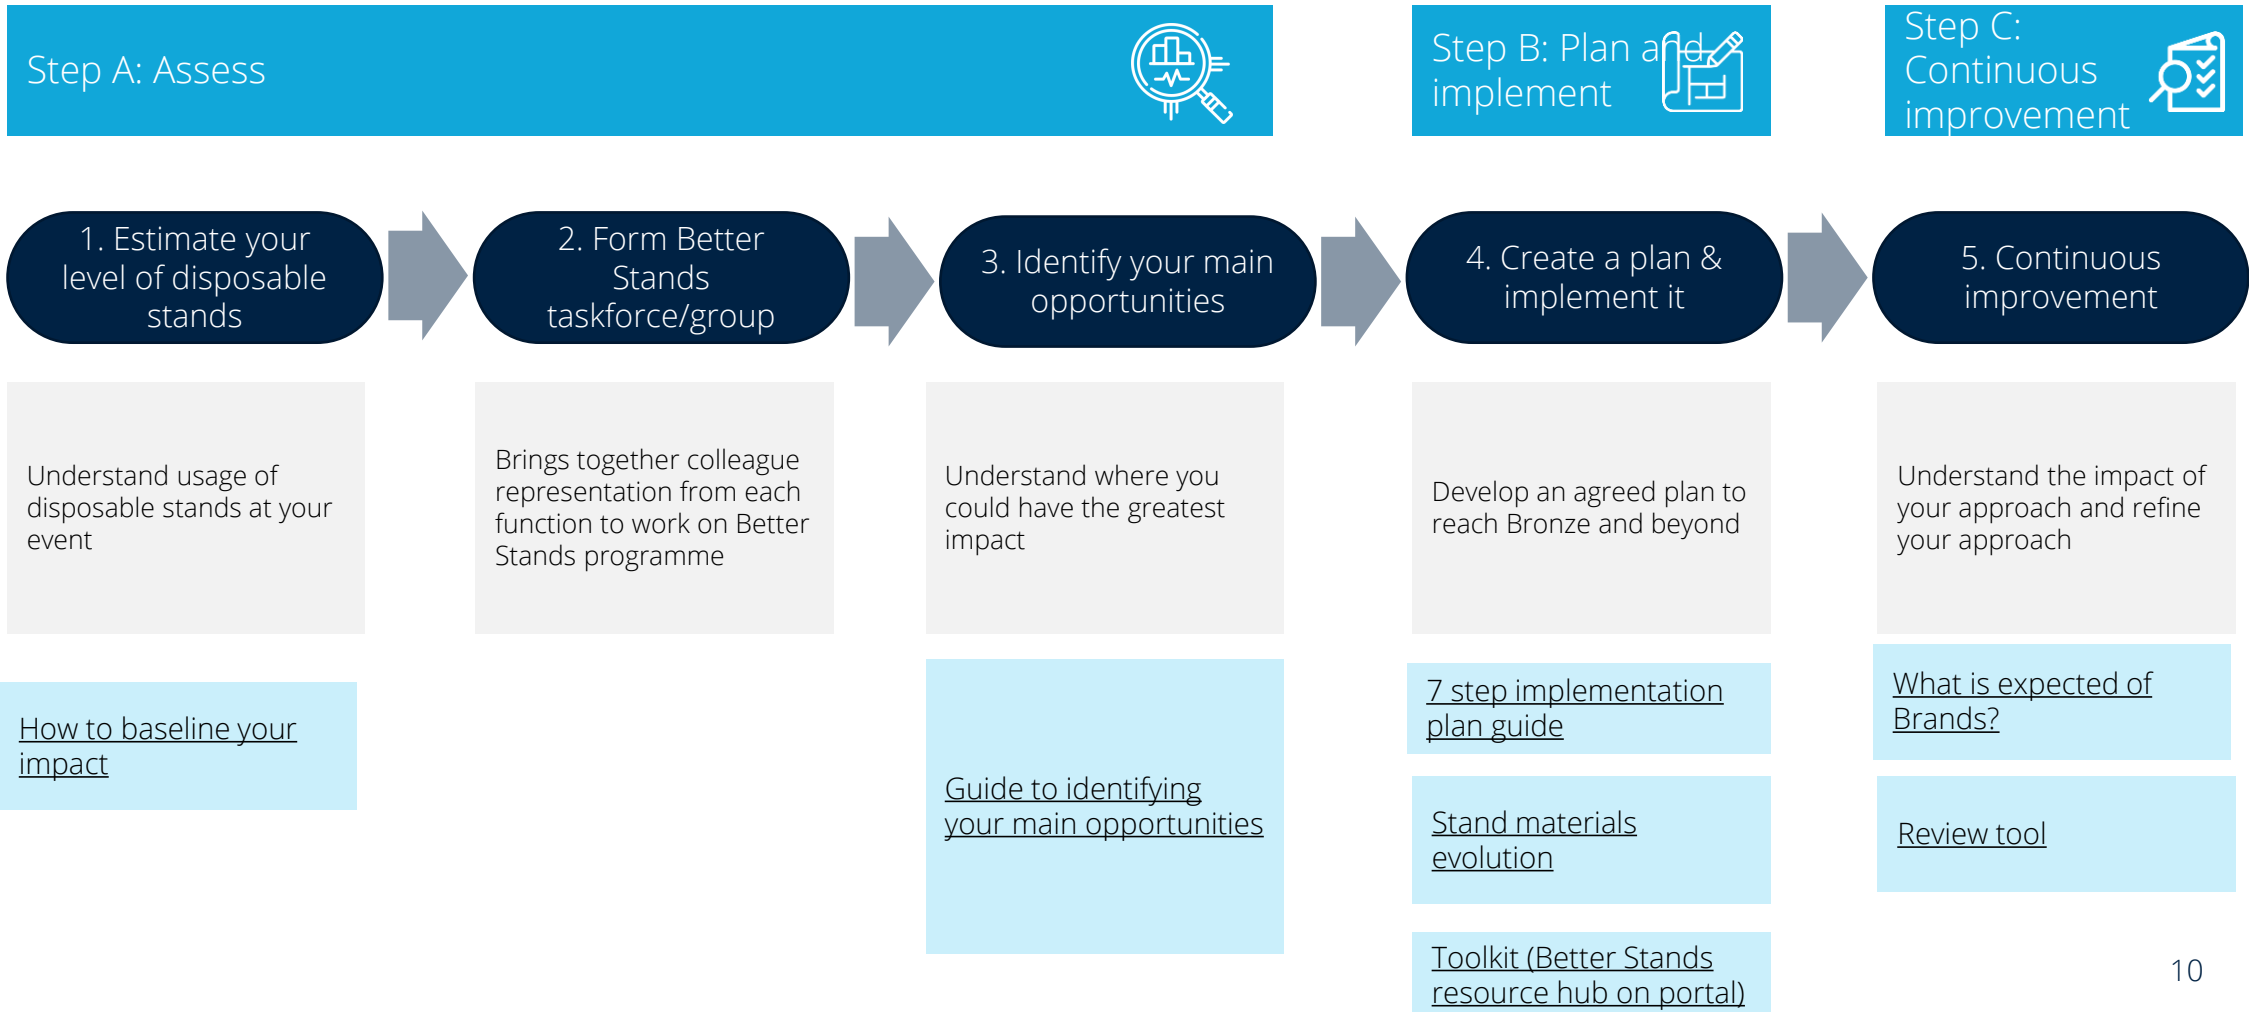 Step A: Assess
Step B: Plan and
implement
Step C:
Continuous
improvement
1. Estimate your
level of disposable
stands
2. Form Better
Stands
taskforce/group
3. Identify your main
opportunities
4. Create a plan &
implement it
5. Continuous
improvement
Understand usage of
disposable stands at your
event
Brings together colleague
representation from each
function to work on Better
Stands programme
Understand where you
could have the greatest
impact
Develop an agreed plan to
reach Bronze and beyond
Understand the impact of
your approach and refine
your approach
How to baseline your
impact
Guide to identifying
your main opportunities
7 step implementation
plan guide
Stand materials
evolution
Toolkit (Better Stands
resource hub on portal)
What is expected of
Brands?
Review tool
10